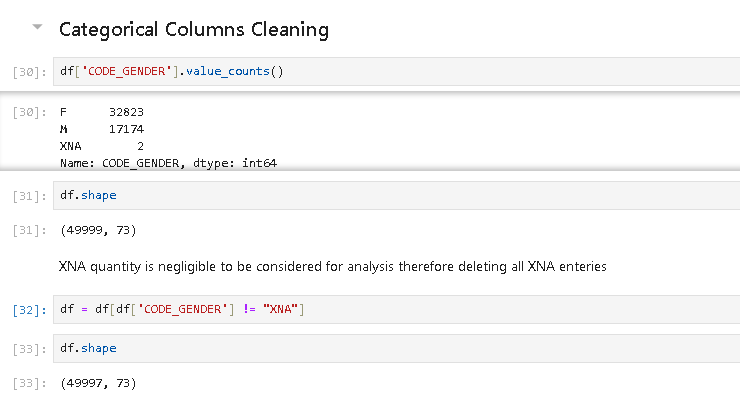 Categorical Columns Cleaning
[30]: df['CODE_GENDER'].value_counts()
[30]: F      32823
M      17174
XNA        2
Name: CODE_GENDER, dtype: int64
[31]: df.shape
[31]: (49999, 73)
XNA quantity is negligible to be considered for analysis therefore deleting all XNA enteries
[32]: df = df[df['CODE_GENDER'] != "XNA"]
[33]: df.shape
[33]: (49997, 73)